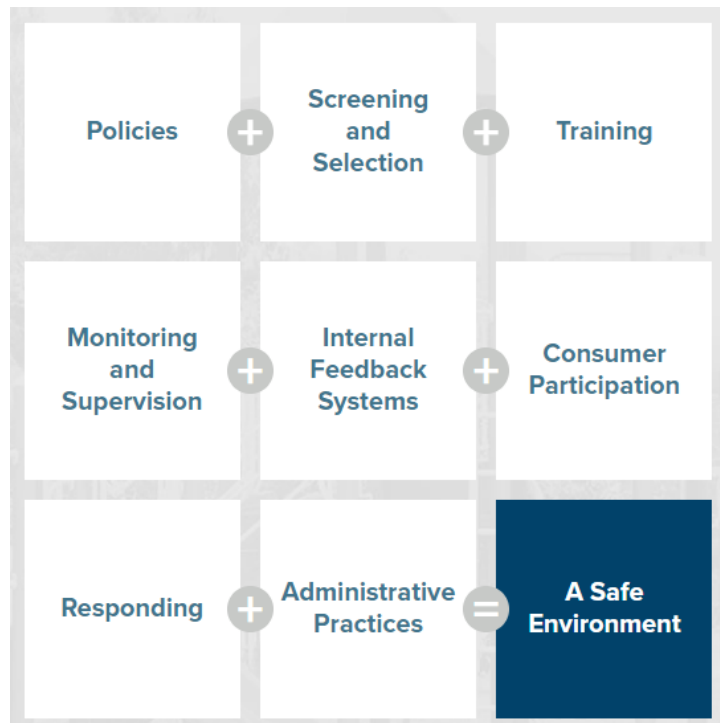 Policies
+
Screening
and
Selection
+
Training
Monitoring
and
Supervision
+
Internal
Feedback
Systems
+
Consumer
Participation
Responding
+
Administrative
Practices
=
A Safe
Environment